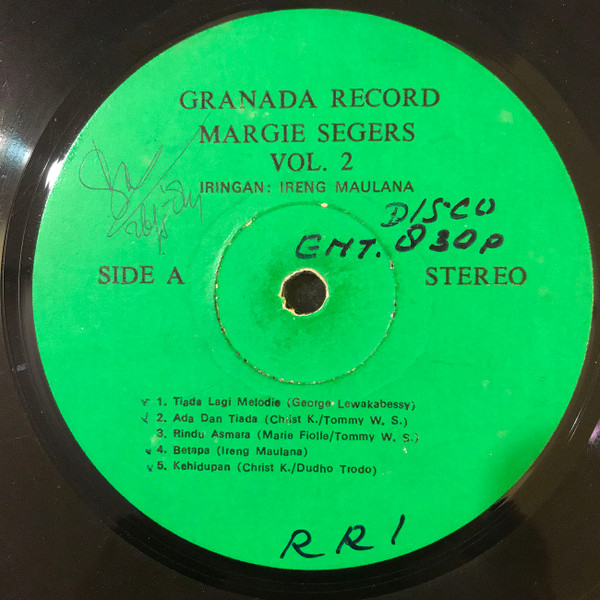 GRANADA RECORD
MARGIE SEGERS
VOL. 2
IRINGAN: IRENG MAULANA
DISCO
EMT. 830P
SIDE A
STEREO
1. Tiada Lagi Melodie (George Lewakabessy)
2. Ada Dan Tiada (Christ K./Tommy W. S.)
3. Rindu Asmara (Marie Fiolle/Tommy W. S.)
4. Betapa (Ireng Maulana)
5. Kehidupan (Christ K./Dudho Trodo)
RRI